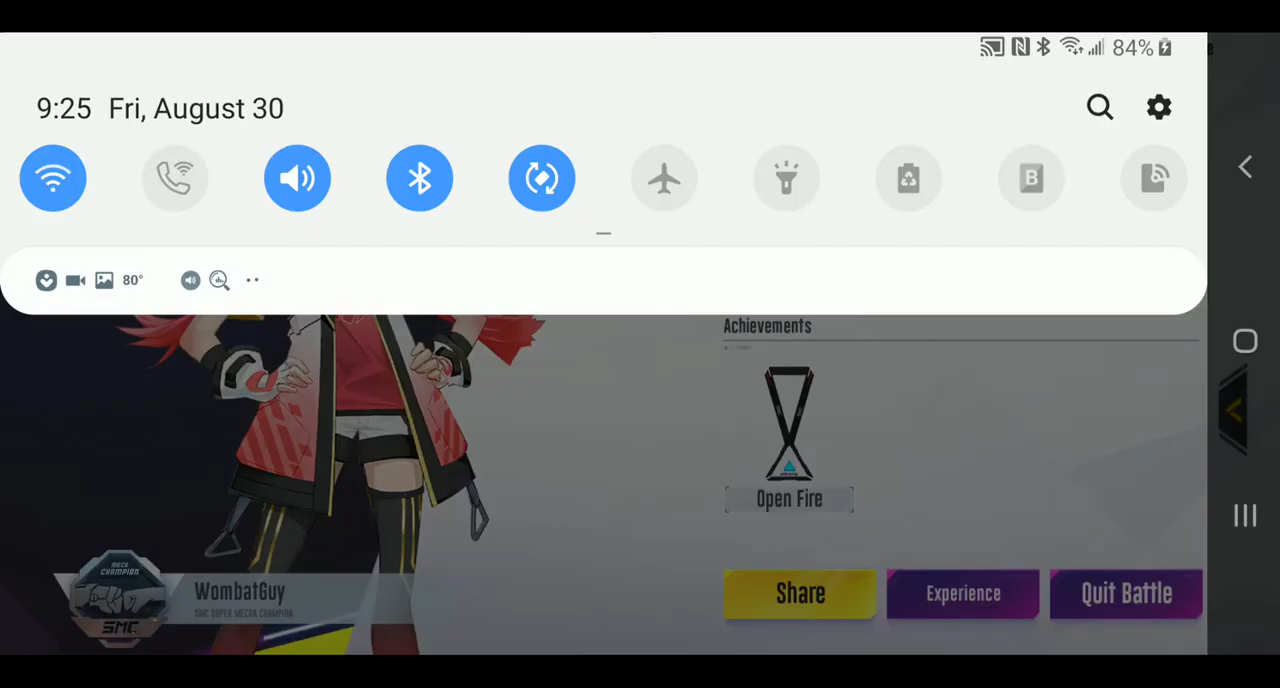 84%
9:25 Fri, August 30
B
80°
Achievements
Open Fire
MECH
CHAMPION
SMC
WombatGuy
SMC SUPER MECHA CHAMPION
Share
Experience
Quit Battle